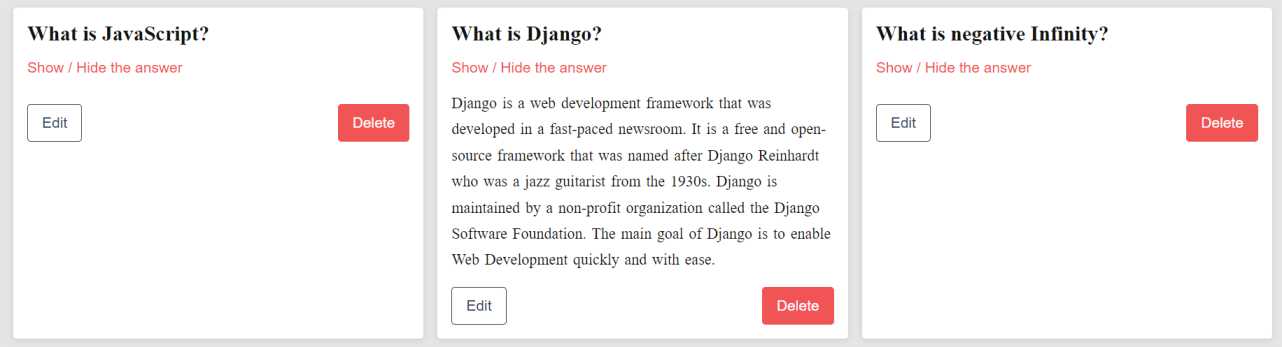 What is JavaScript?
Show / Hide the answer
Edit
Delete
What is Django?
Show / Hide the answer
Django is a web development framework that was
developed in a fast-paced newsroom. It is a free and open-
source framework that was named after Django Reinhardt
who was a jazz guitarist from the 1930s. Django is
maintained by a non-profit organization called the Django
Software Foundation. The main goal of Django is to enable
Web Development quickly and with ease.
Edit
Delete
What is negative Infinity?
Show / Hide the answer
Edit
Delete